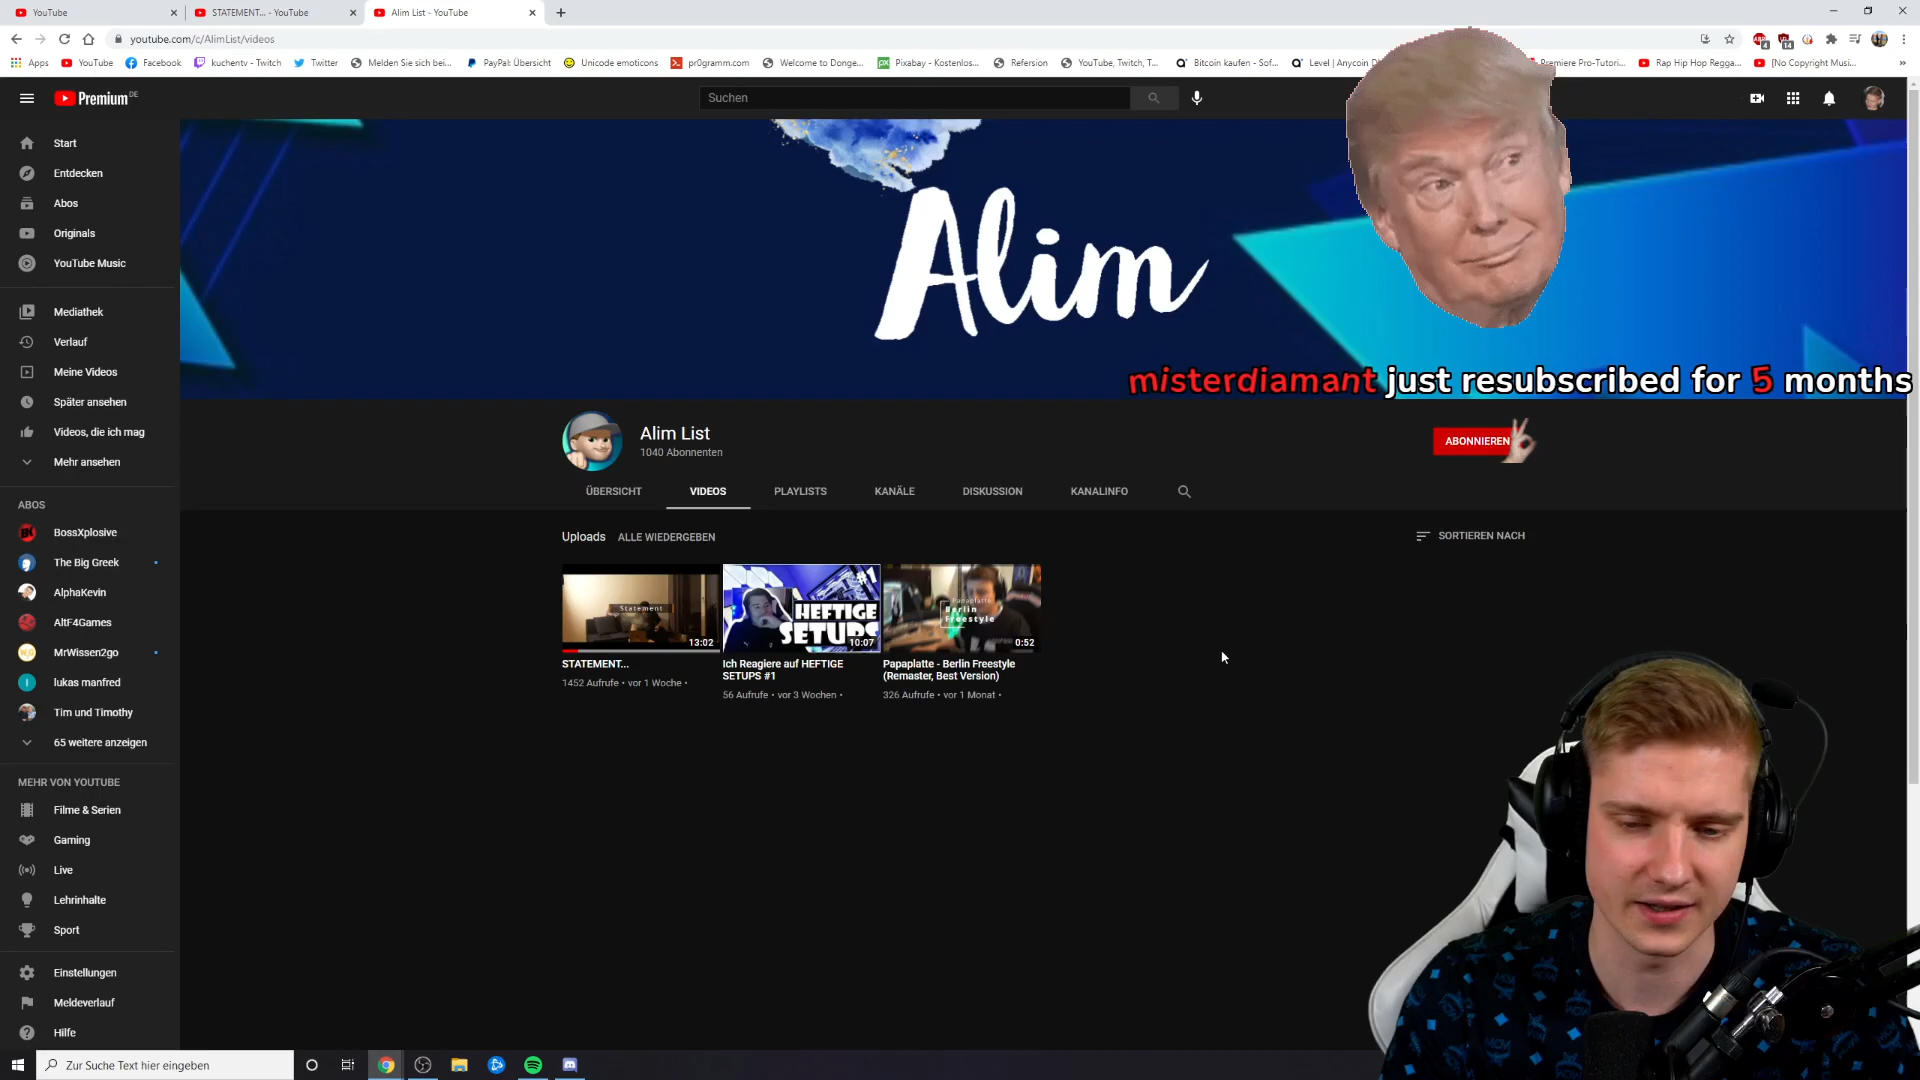 YouTube
STATEMENT... - YouTube
Alim List - YouTube
youtube.com/c/AlimList/videos
Apps
YouTube
Facebook
kuchentv - Twitch
Twitter
Melden Sie sich bei...
PayPal: Übersicht
Unicode emoticons
pr0gramm.com
Welcome to Donge...
Pixabay - Kostenlos...
Refersion
YouTube, Twitch, T...
Bitcoin kaufen - Sof...
Level | Anycoin
Premiere Pro-Tutori...
Rap Hip Hop Regga...
[No Copyright Musi...
Premium DE
Suchen
Start
Entdecken
Abos
Originals
YouTube Music
Mediathek
Verlauf
Meine Videos
Später ansehen
Videos, die ich mag
Mehr ansehen
ABOS
BossXplosive
The Big Greek
AlphaKevin
AltF4Games
MrWissen2go
lukas manfred
Tim und Timothy
65 weitere anzeigen
MEHR VON YOUTUBE
Filme & Serien
Gaming
Live
Lehrinhalte
Sport
Einstellungen
Meldeverlauf
Hilfe
Alim
misterdiamant just resubscribed for 5 months
Alim List
1040 Abonnenten
ABONNIEREN
ÜBERSICHT
VIDEOS
PLAYLISTS
KANÄLE
DISKUSSION
KANALINFO
Uploads
ALLE WIEDERGEBEN
SORTIEREN NACH
Statement
13:02
STATEMENT...
1452 Aufrufe • vor 1 Woche •
#1
HEFTIGE
SETUPS
10:07
Ich Reagiere auf HEFTIGE
SETUPS #1
56 Aufrufe • vor 3 Wochen •
Papaplatte
Berlin
Freestyle
0:52
Papaplatte - Berlin Freestyle
(Remaster, Best Version)
326 Aufrufe • vor 1 Monat •
Zur Suche Text hier eingeben